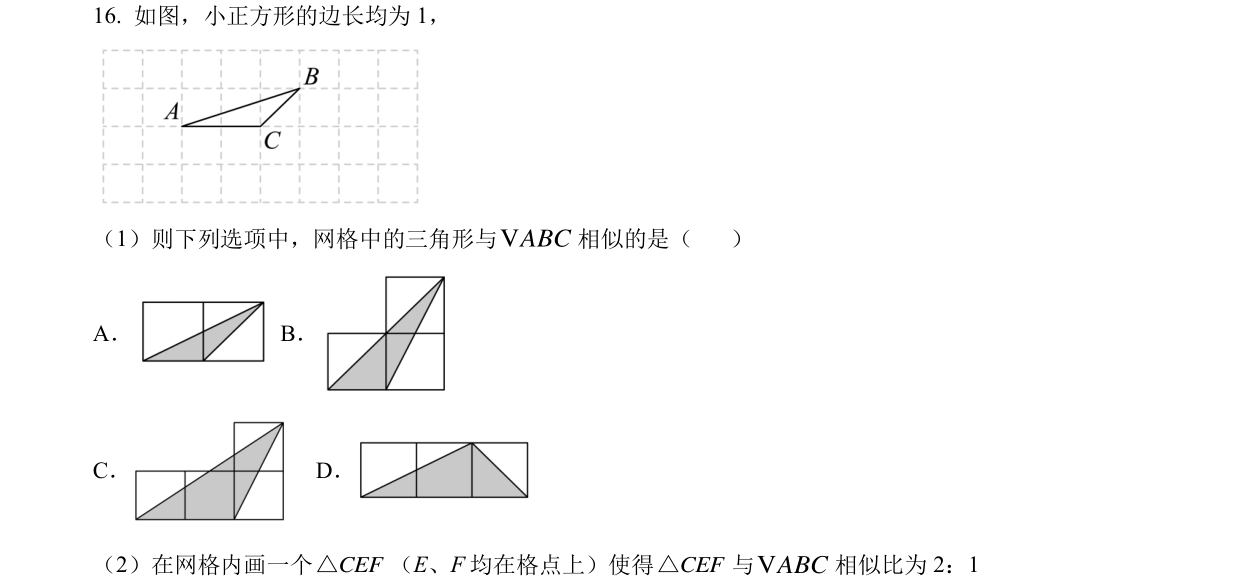 16. 如图，小正方形的边长均为 1，
B
A
C
（1）则下列选项中，网格中的三角形与VABC 相似的是（ ）
A. B.
C. D.
（2）在网格内画一个△CEF （E、F 均在格点上）使得△CEF 与VABC 相似比为 2：1